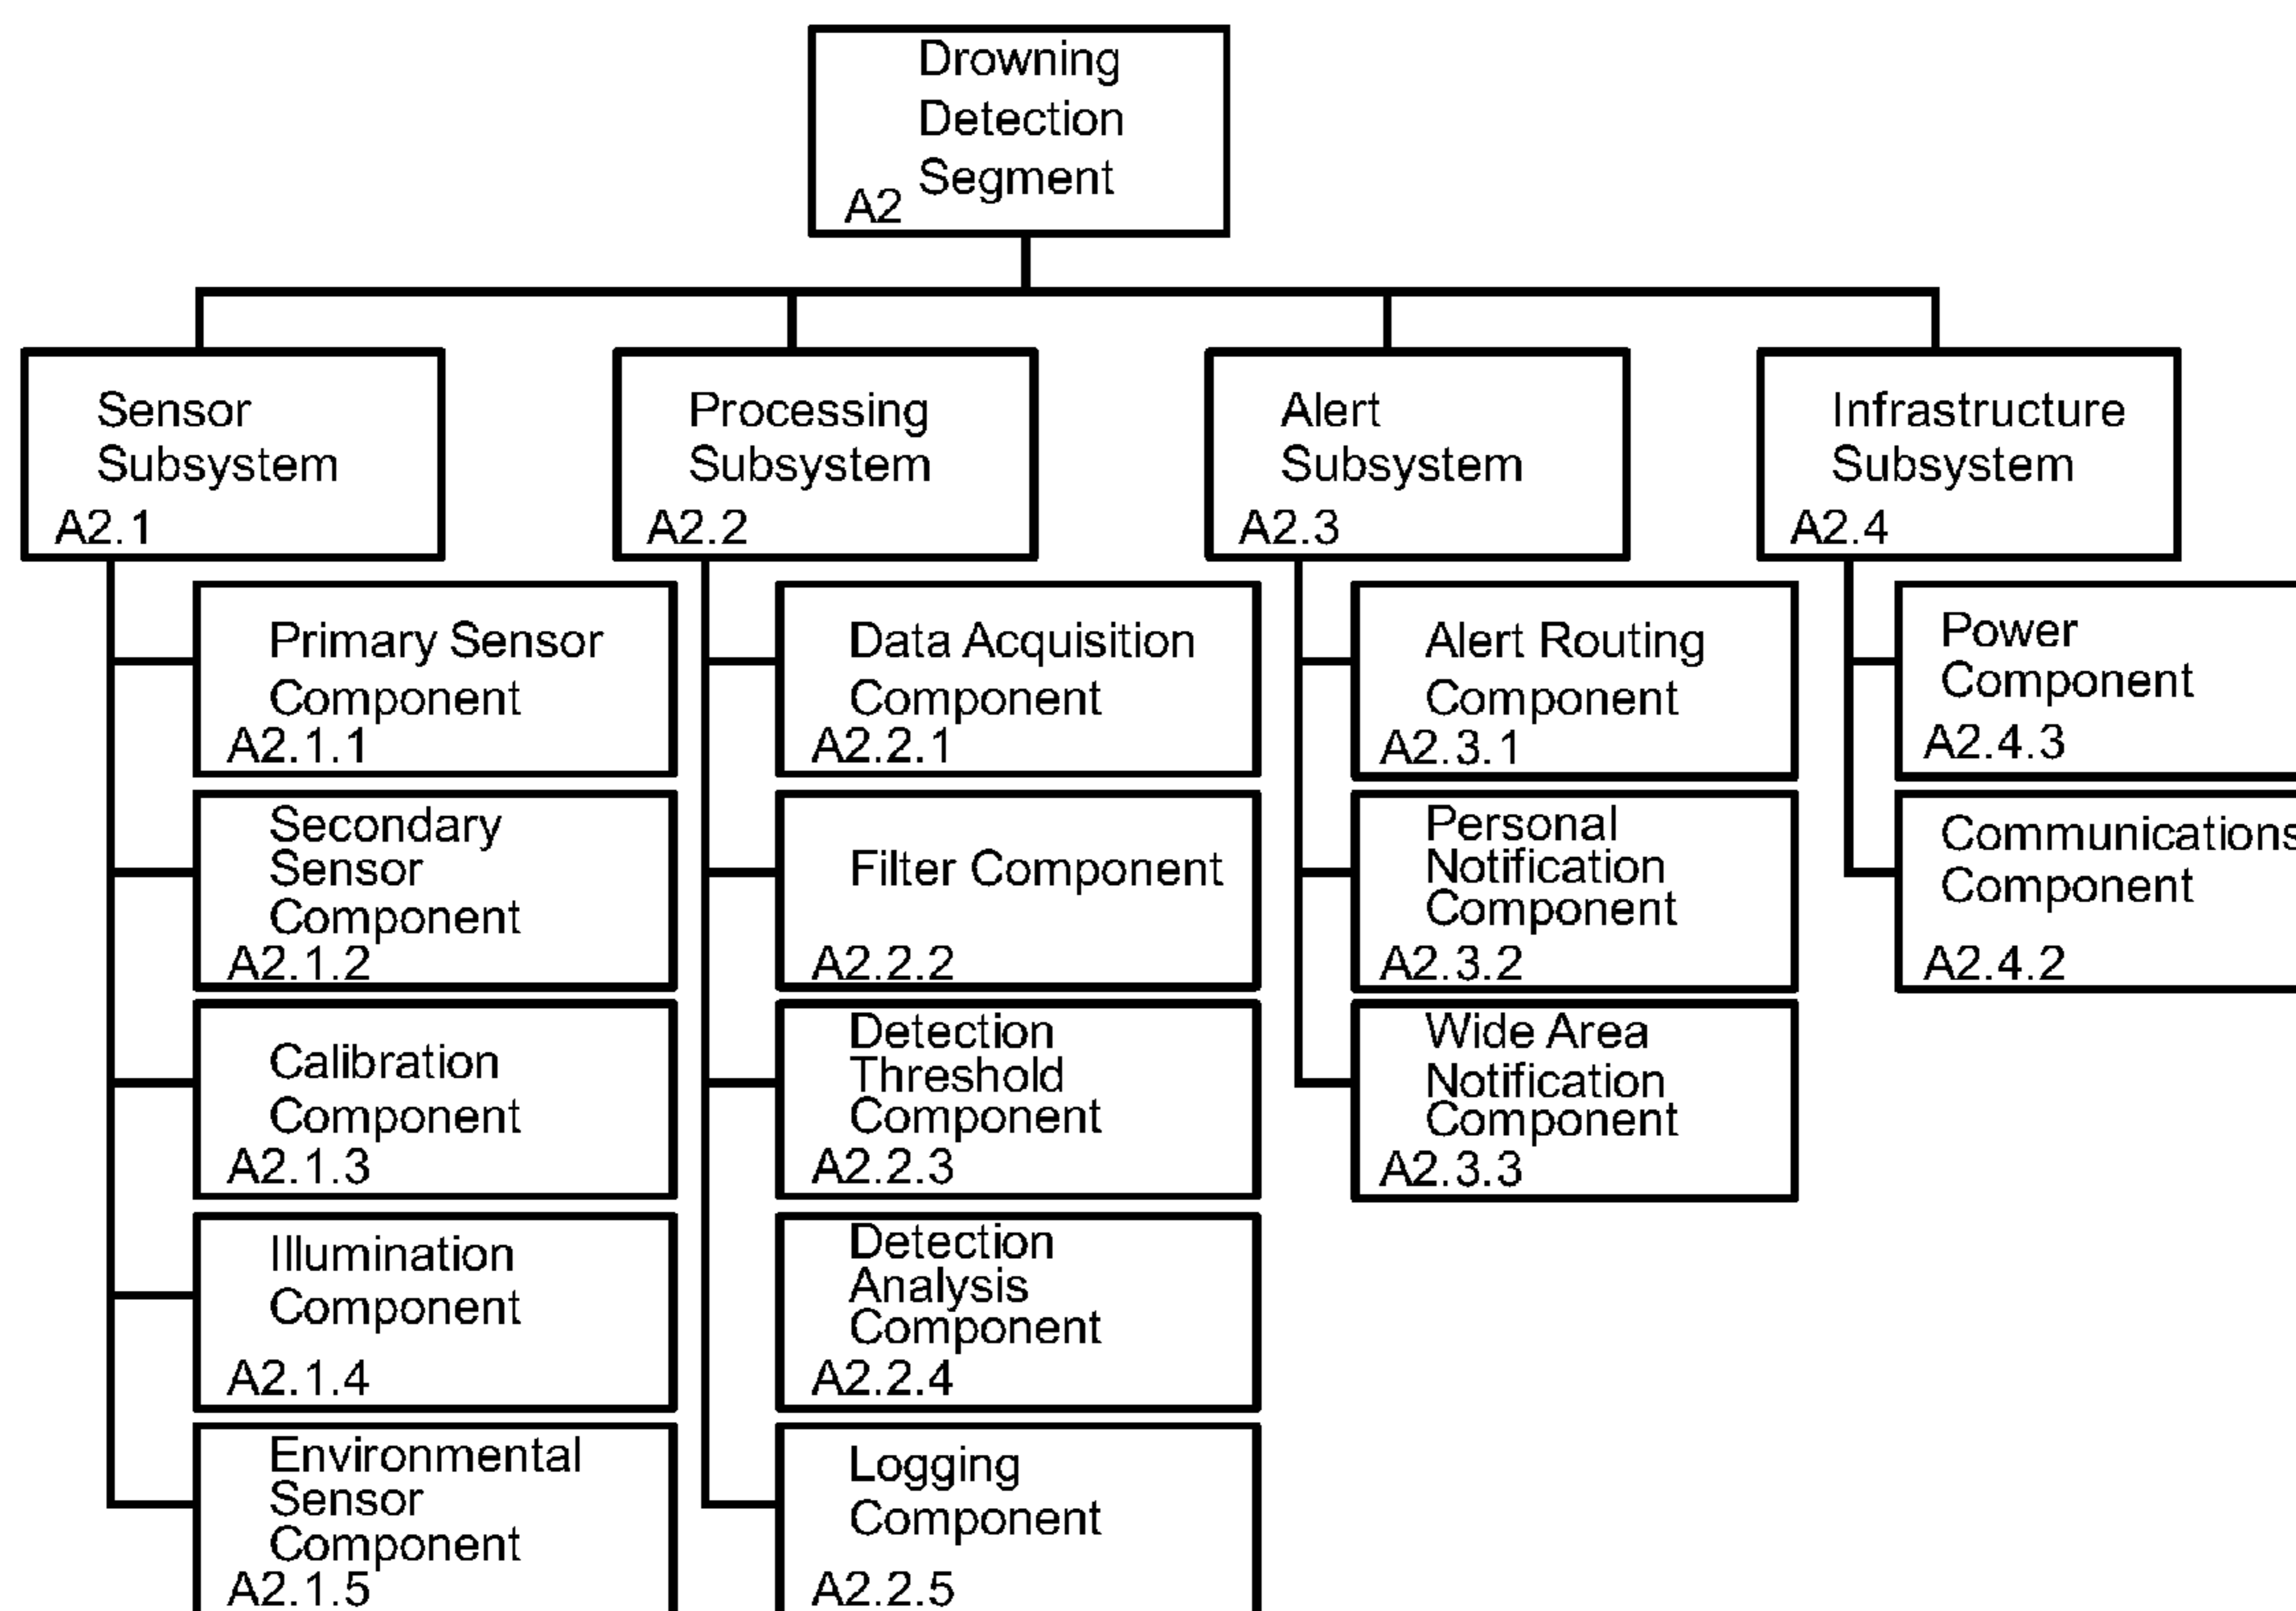 Drowning
Detection
Segment
A2
Sensor
Subsystem
A2.1
Processing
Subsystem
A2.2
Alert
Subsystem
A2.3
Infrastructure
Subsystem
A2.4
Primary Sensor
Component
A2.1.1
Secondary
Sensor
Component
A2.1.2
Calibration
Component
A2.1.3
Illumination
Component
A2.1.4
Environmental
Sensor
Component
A2.1.5
Data Acquisition
Component
A2.2.1
Filter Component
A2.2.2
Detection
Threshold
Component
A2.2.3
Detection
Analysis
Component
A2.2.4
Logging
Component
A2.2.5
Alert Routing
Component
A2.3.1
Personal
Notification
Component
A2.3.2
Wide Area
Notification
Component
A2.3.3
Power
Component
A2.4.3
Communications
Component
A2.4.2